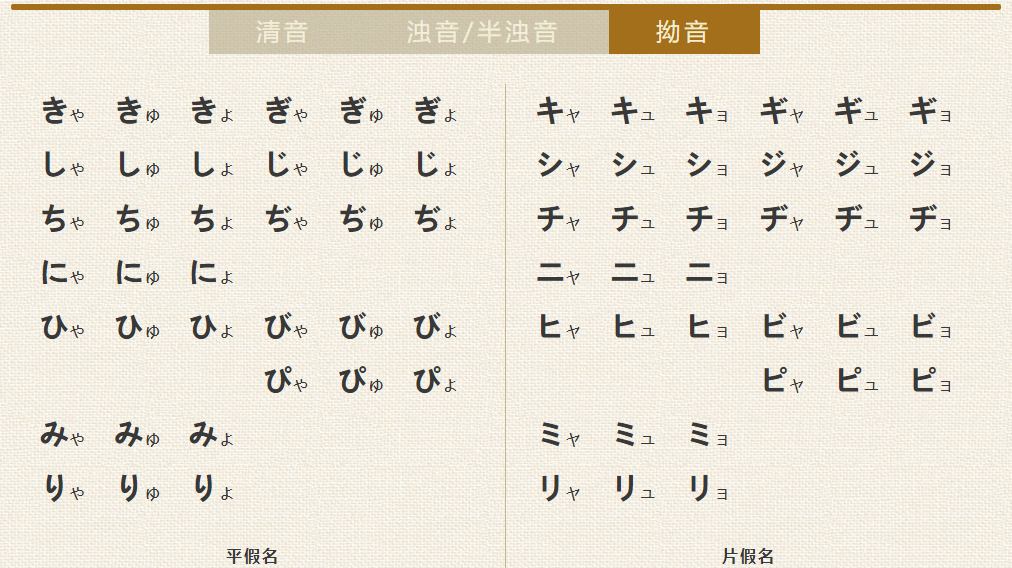 清音 浊音/半浊音 拗音
きゃ きゅ きょ ぎゃ ぎゅ ぎょ キャ キュ キョ ギャ ギュ ギョ
しゃ しゅ しょ じゃ じゅ じょ シャ シュ ショ ジャ ジュ ジョ
ちゃ ちゅ ちょ ぢゃ ぢゅ ぢょ チャ チュ チョ ヂャ ヂュ ヂョ
にゃ にゅ にょ ニャ ニュ ニョ
ひゃ ひゅ ひょ びゃ びゅ びょ ヒャ ヒュ ヒョ ビャ ビュ ビョ
ぴゃ ぴゅ ぴょ ピャ ピュ ピョ
みゃ みゅ みょ ミャ ミュ ミョ
りゃ りゅ りょ リャ リュ リョ
平假名 片假名